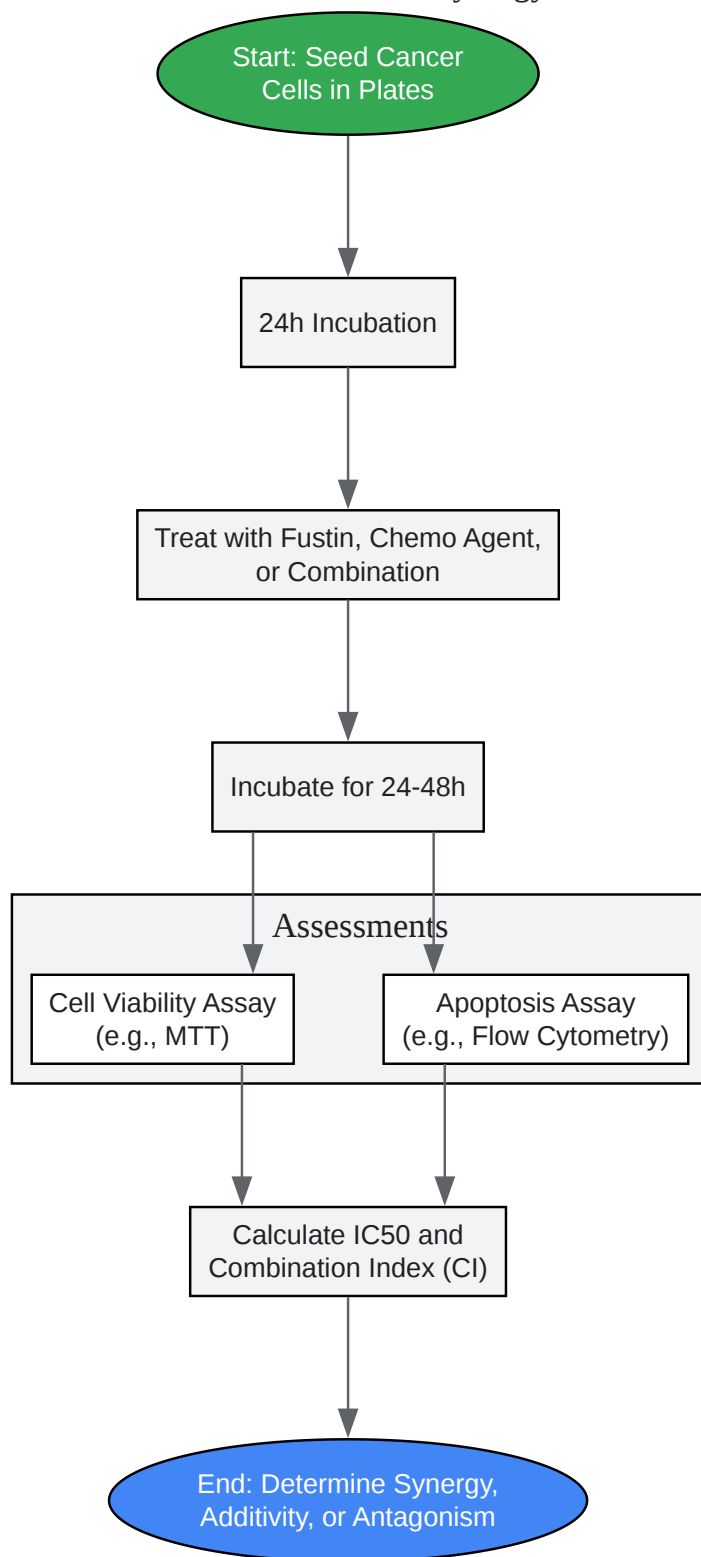 Start: Seed Cancer
Cells in Plates
24h Incubation
Treat with Fustin, Chemo Agent,
or Combination
Incubate for 24-48h
Assessments
Cell Viability Assay
(e.g., MTT)
Apoptosis Assay
(e.g., Flow Cytometry)
Calculate IC50 and
Combination Index (CI)
End: Determine Synergy,
Additivity, or Antagonism